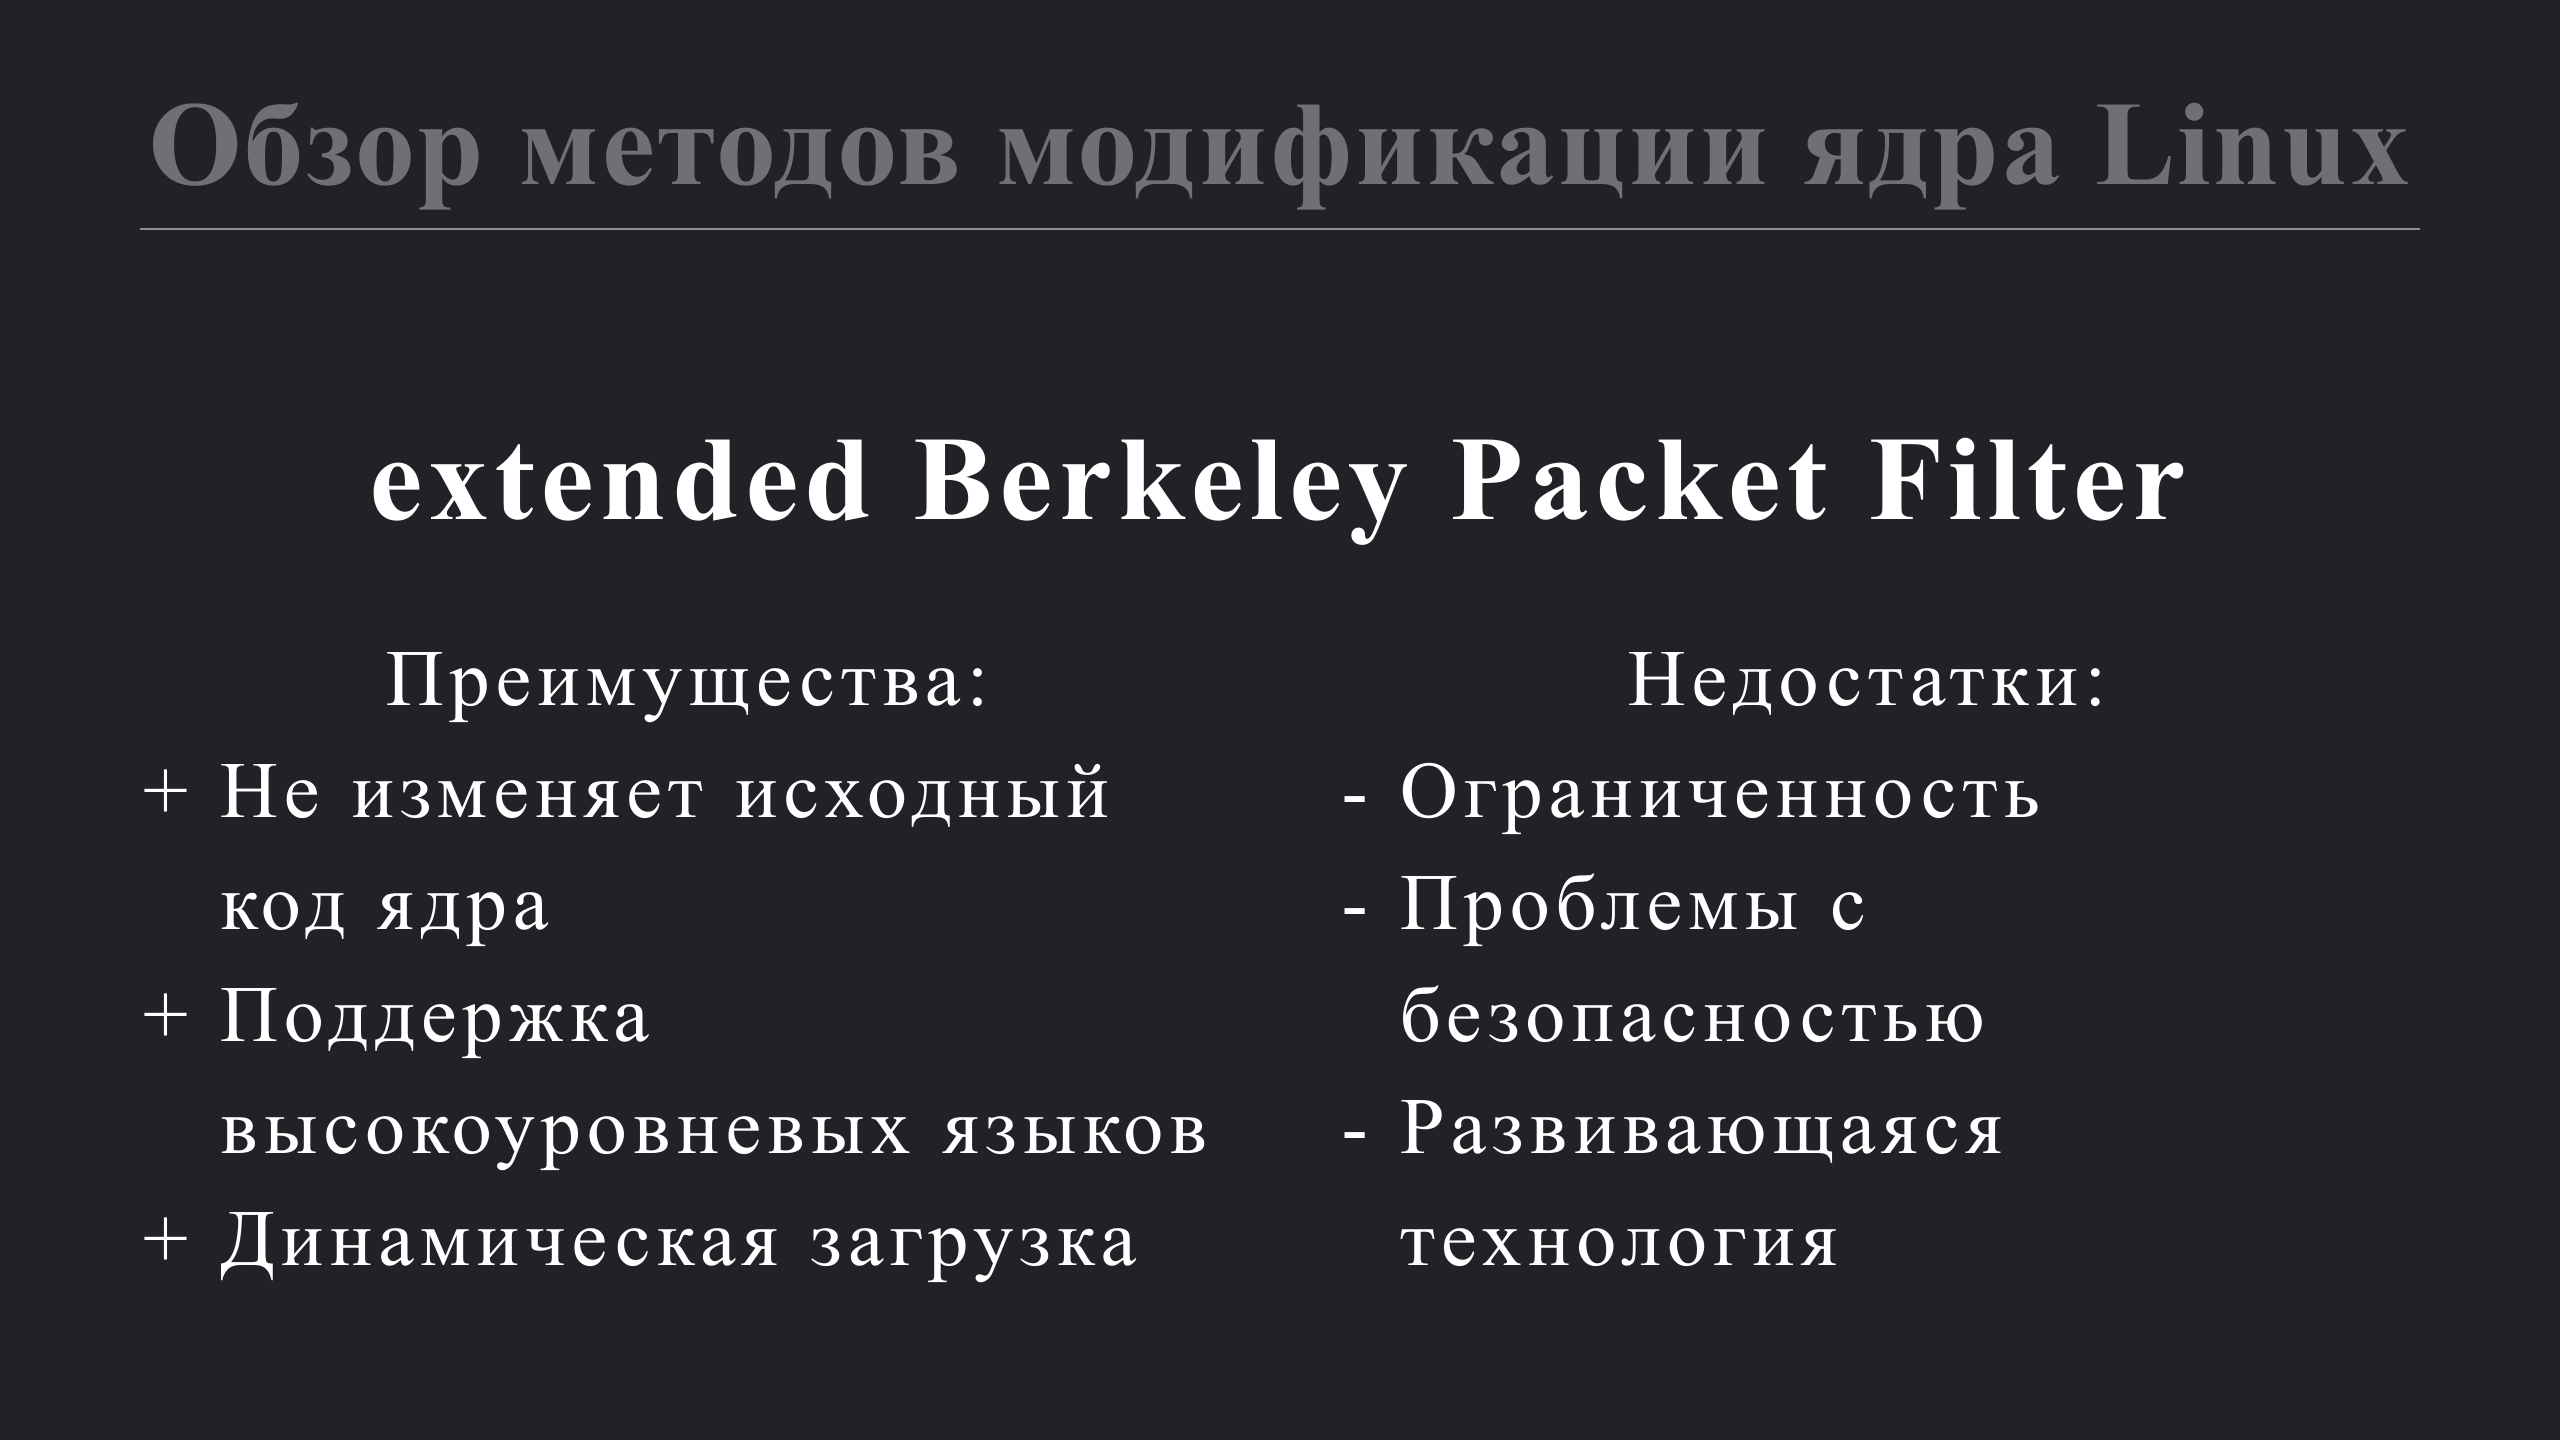 Обзор методов модификации ядра Linux
extended Berkeley Packet Filter
Преимущества:
+ Не изменяет исходный
код ядра
+ Поддержка
высокоуровневых языков
+ Динамическая загрузка
Недостатки:
- Ограниченность
- Проблемы с
безопасностью
- Развивающаяся
технология